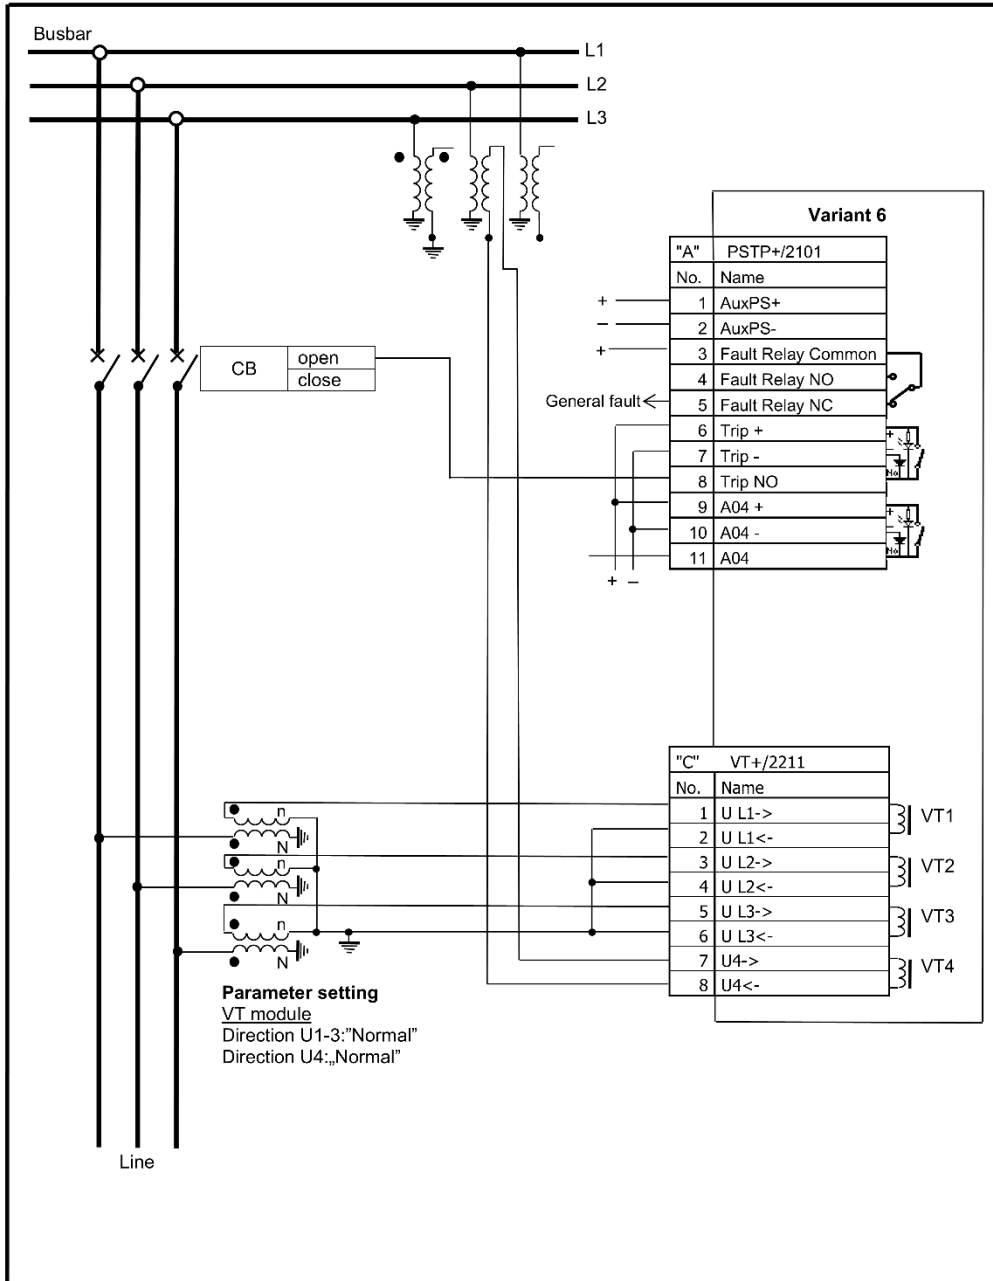 Busbar
L1
L2
L3
Variant 6
"A" PSTP+/2101
No. Name
+ 1 AuxPS+
– 2 AuxPS-
+ 3 Fault Relay Common
4 Fault Relay NO
General fault 5 Fault Relay NC
6 Trip +
7 Trip -
8 Trip NO
9 A04 +
10 A04 -
11 A04
+ –
CB open
close
+
No
+
No
"C" VT+/2211
No. Name
1 U L1->
2 U L1<-
VT1
3 U L2->
4 U L2<-
VT2
5 U L3->
6 U L3<-
VT3
7 U4->
8 U4<-
VT4
n
N
n
N
n
N
Parameter setting
VT module
Direction U1-3:”Normal”
Direction U4:„Normal”
Line